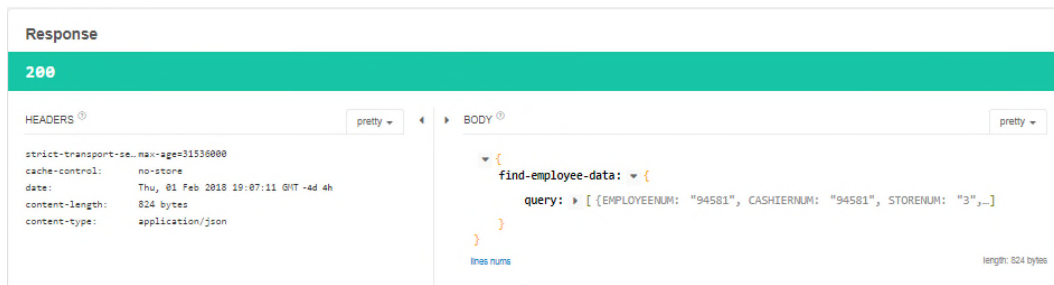 Response
200
HEADERS ?
pretty
BODY ?
pretty
strict-transport-se… max-age=31536000
cache-control: no-store
date: Thu, 01 Feb 2018 19:07:11 GMT -4d 4h
content-length: 824 bytes
content-type: application/json
{
find-employee-data: {
query: [ {EMPLOYEENUM: "94581", CASHIERNUM: "94581", STORENUM: "3",…]
}
}
lines nums
length: 824 bytes